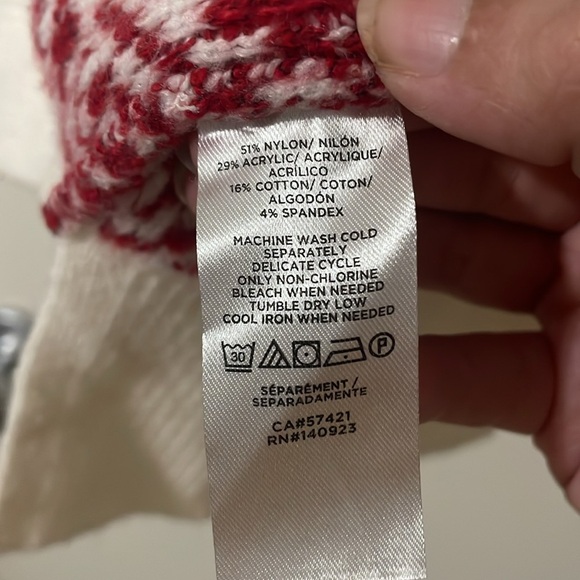 51% NYLON/ NILÓN
29% ACRYLIC/ ACRYLIQUE/
ACRÍLICO
16% COTTON/ COTON/
ALGODÓN
4% SPANDEX
MACHINE WASH COLD
SEPARATELY
DELICATE CYCLE
ONLY NON-CHLORINE
BLEACH WHEN NEEDED
TUMBLE DRY LOW
COOL IRON WHEN NEEDED
30 P
SÉPARÉMENT /
SEPARADAMENTE
CA#57421
RN#140923